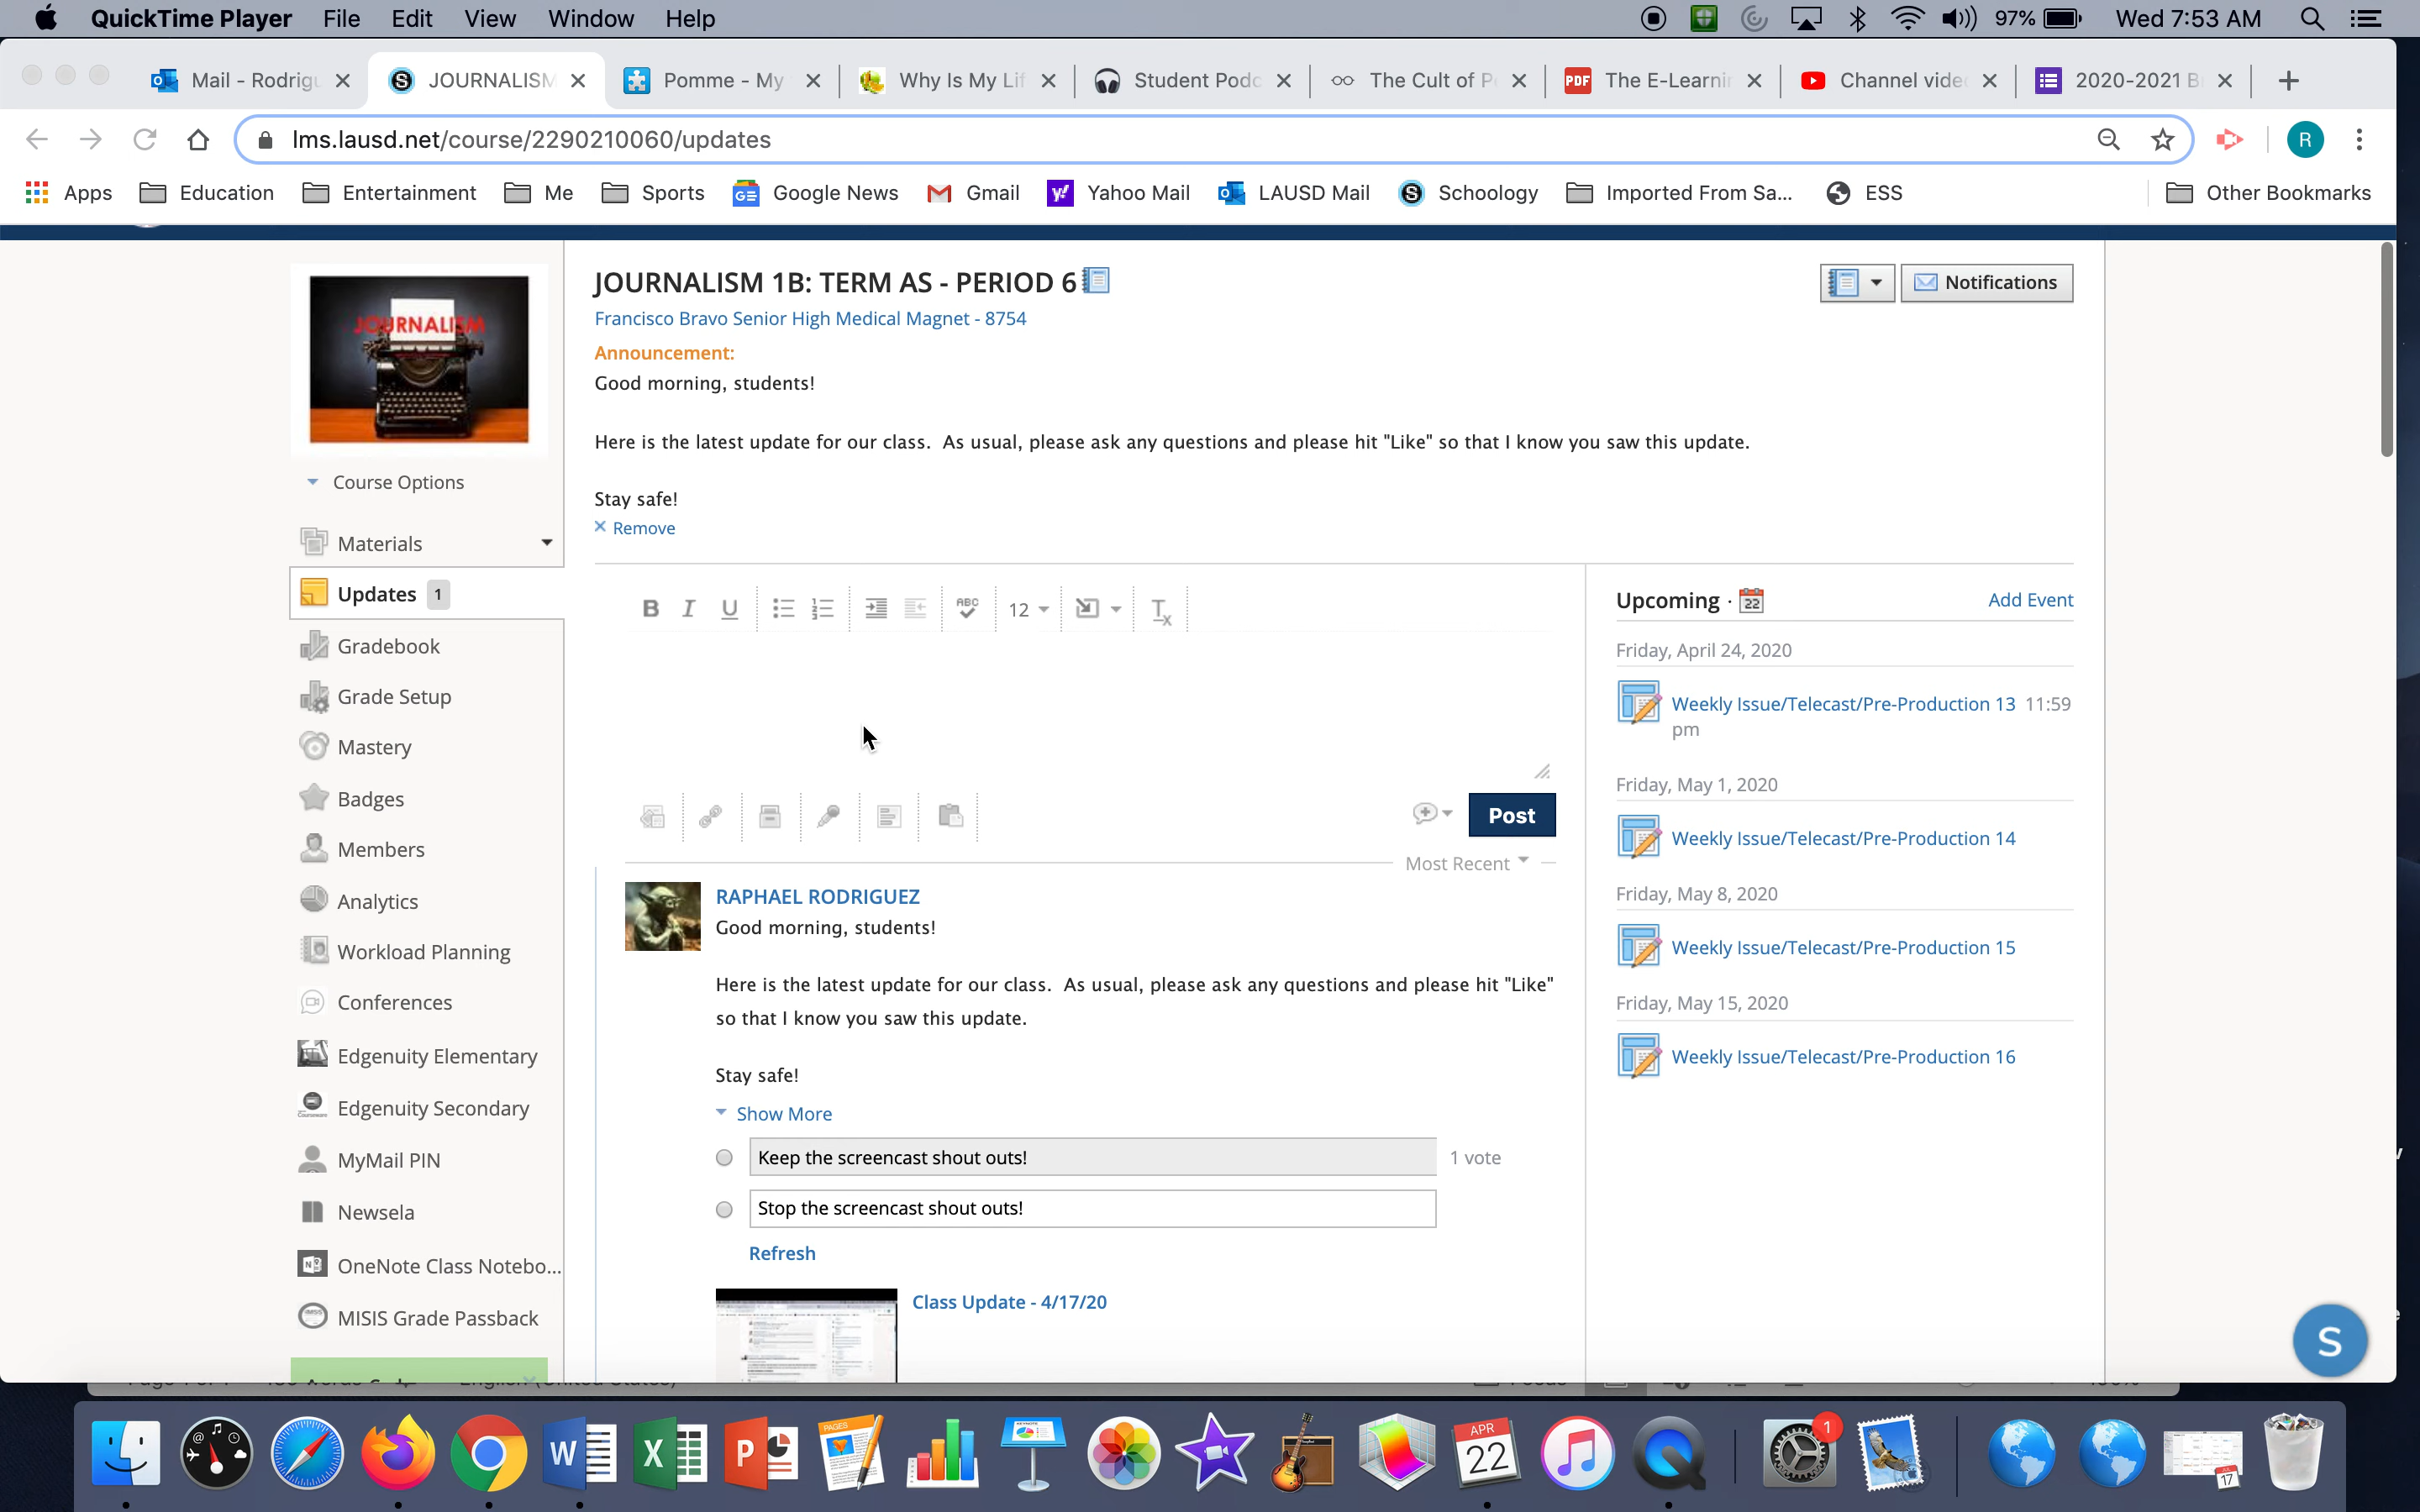 QuickTime Player File Edit View Window Help 97% Wed 7:53 AM
Mail - Rodrigu JOURNALISM Pomme - My Why Is My Lif Student Podc The Cult of P The E-Learnin Channel vide 2020-2021 B
lms.lausd.net/course/2290210060/updates R
Apps Education Entertainment Me Sports Google News Gmail Yahoo Mail LAUSD Mail Schoology Imported From Sa... ESS Other Bookmarks
JOURNALISM
JOURNALISM 1B: TERM AS - PERIOD 6
Notifications
Francisco Bravo Senior High Medical Magnet - 8754
Announcement:
Good morning, students!
Here is the latest update for our class. As usual, please ask any questions and please hit "Like" so that I know you saw this update.
Stay safe!
Remove
Course Options
Materials
Updates 1
Gradebook
Grade Setup
Mastery
Badges
Members
Analytics
Workload Planning
Conferences
Edgenuity Elementary
Edgenuity Secondary
MyMail PIN
Newsela
OneNote Class Notebo...
MISIS Grade Passback
B I U ABC 12 Tx
Post
Most Recent
RAPHAEL RODRIGUEZ
Good morning, students!
Here is the latest update for our class. As usual, please ask any questions and please hit "Like"
so that I know you saw this update.
Stay safe!
Show More
Keep the screencast shout outs! 1 vote
Stop the screencast shout outs!
Refresh
Class Update - 4/17/20
Upcoming · 22 Add Event
Friday, April 24, 2020
Weekly Issue/Telecast/Pre-Production 13 11:59
pm
Friday, May 1, 2020
Weekly Issue/Telecast/Pre-Production 14
Friday, May 8, 2020
Weekly Issue/Telecast/Pre-Production 15
Friday, May 15, 2020
Weekly Issue/Telecast/Pre-Production 16
S
PAGES
APR
22
1
17